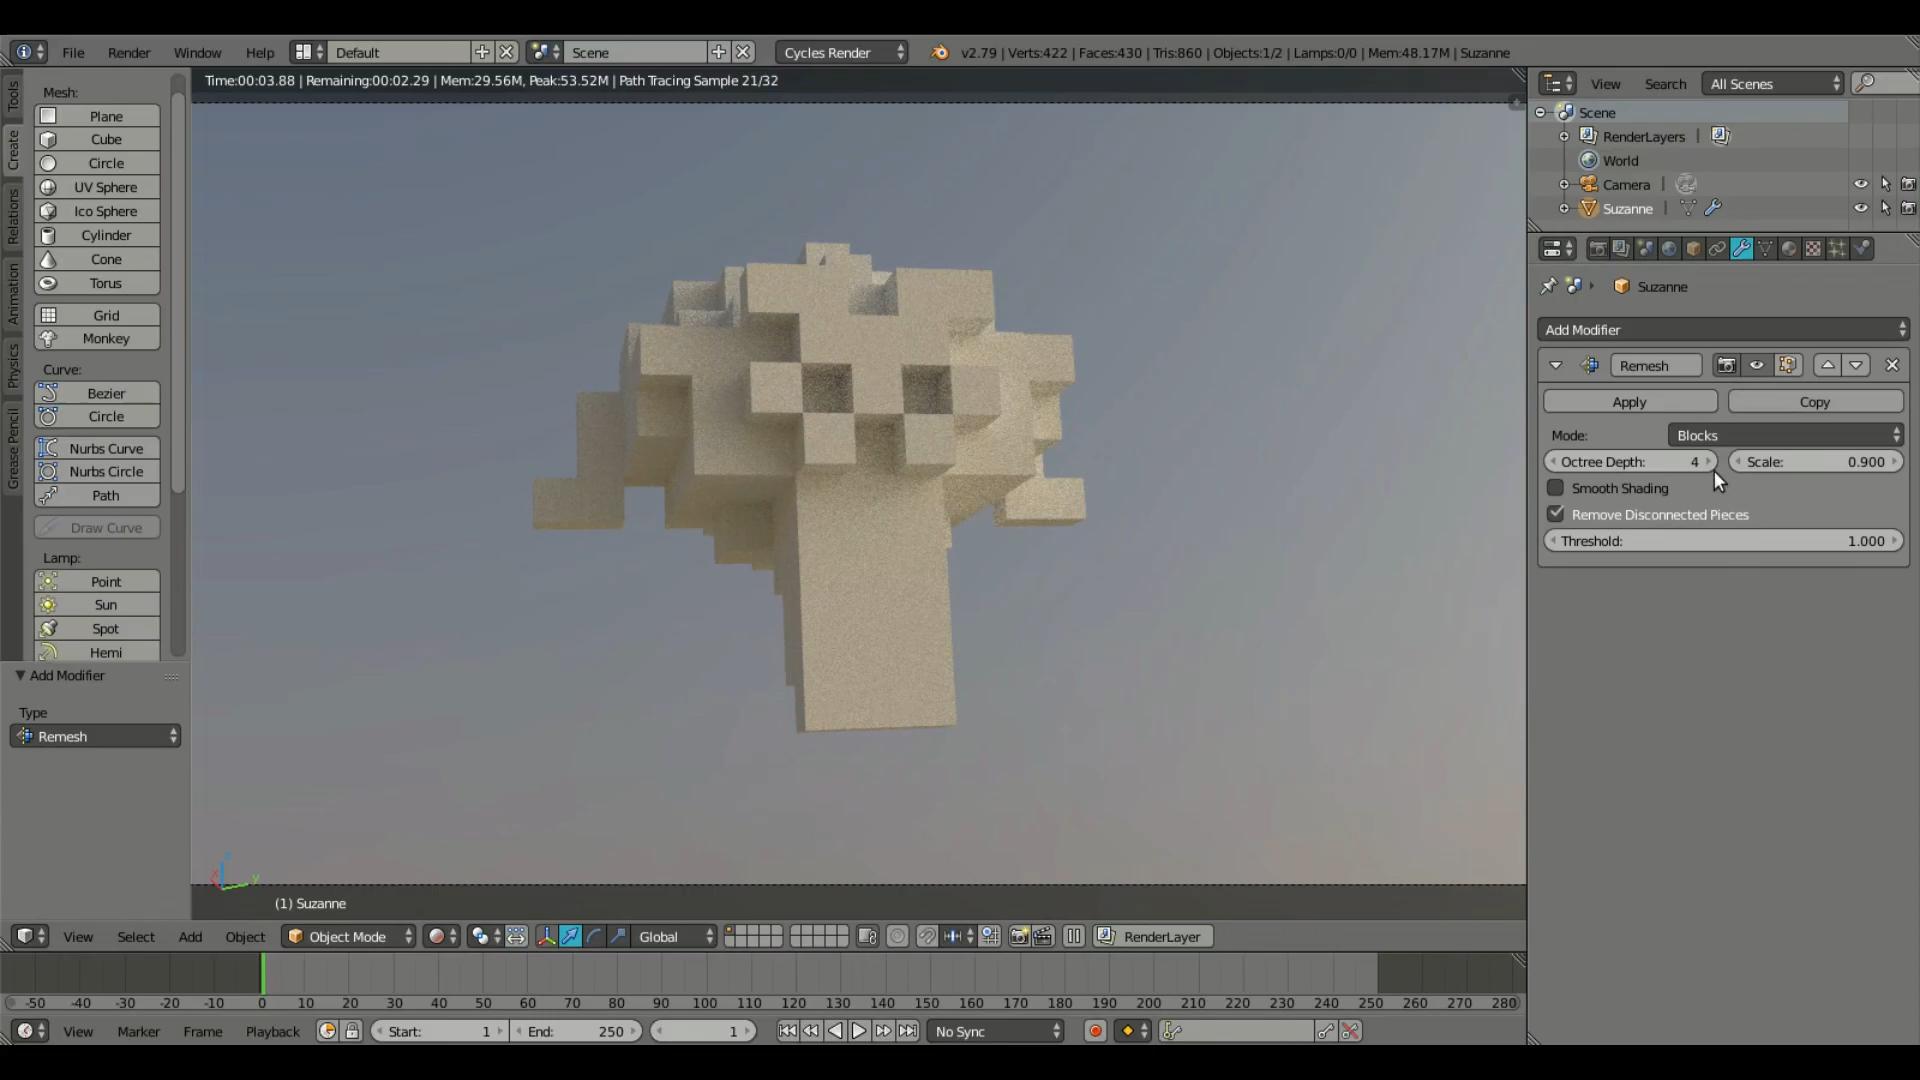 File Render Window Help Default Scene Cycles Render v2.79 | Verts:422 | Faces:430 | Tris:860 | Objects:1/2 | Lamps:0/0 | Mem:48.17M | Suzanne
Time:00:03.88 | Remaining:00:02.29 | Mem:29.56M, Peak:53.52M | Path Tracing Sample 21/32
Tools
Create
Relations
Animation
Physics
Grease Pencil
Mesh:
Plane
Cube
Circle
UV Sphere
Ico Sphere
Cylinder
Cone
Torus
Grid
Monkey
Curve:
Bezier
Circle
Nurbs Curve
Nurbs Circle
Path
Draw Curve
Lamp:
Point
Sun
Spot
Hemi
Add Modifier
Type
Remesh
View Search All Scenes
Scene
RenderLayers
World
Camera
Suzanne
Suzanne
Add Modifier
Remesh
Apply Copy
Mode: Blocks
Octree Depth: 4 Scale: 0.900
Smooth Shading
Remove Disconnected Pieces
Threshold: 1.000
x y z
(1) Suzanne
View Select Add Object Object Mode Global RenderLayer
-50 -40 -30 -20 -10 0 10 20 30 40 50 60 70 80 90 100 110 120 130 140 150 160 170 180 190 200 210 220 230 240 250 260 270 280
View Marker Frame Playback Start: 1 End: 250 1 No Sync